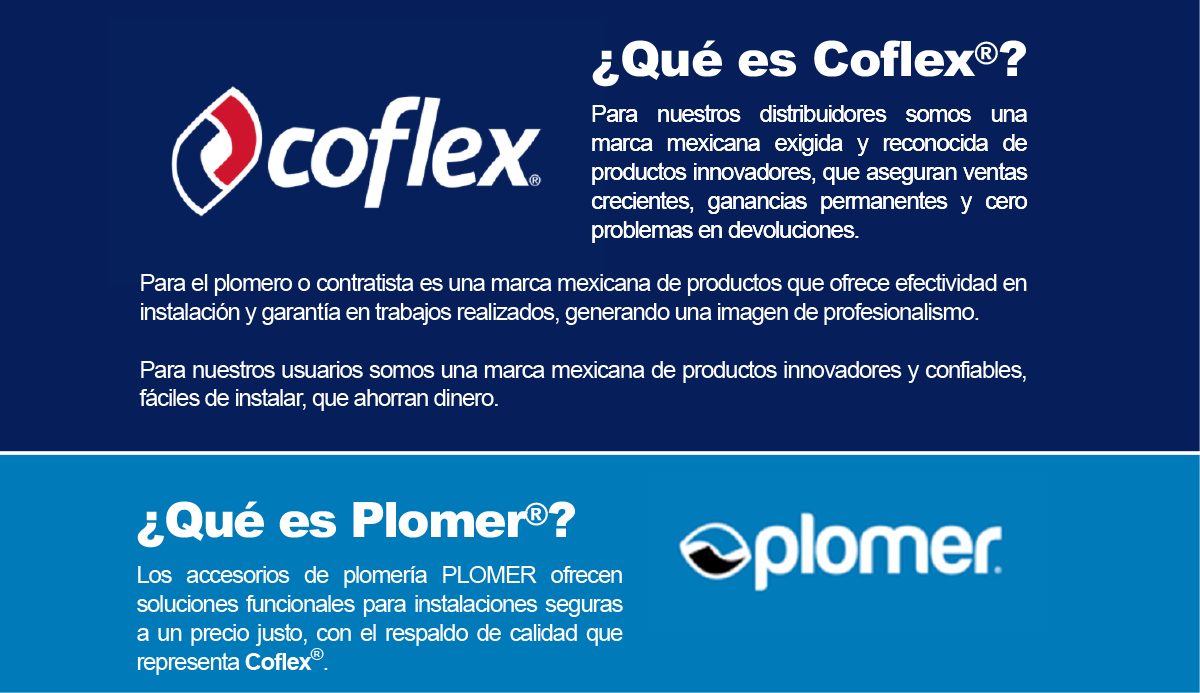 coflex®
¿Qué es Coflex®?
Para nuestros distribuidores somos una
marca mexicana exigida y reconocida de
productos innovadores, que aseguran ventas
crecientes, ganancias permanentes y cero
problemas en devoluciones.
Para el plomero o contratista es una marca mexicana de productos que ofrece efectividad en
instalación y garantía en trabajos realizados, generando una imagen de profesionalismo.
Para nuestros usuarios somos una marca mexicana de productos innovadores y confiables,
fáciles de instalar, que ahorran dinero.
¿Qué es Plomer®?
Los accesorios de plomería PLOMER ofrecen
soluciones funcionales para instalaciones seguras
a un precio justo, con el respaldo de calidad que
representa Coflex®.
plomer